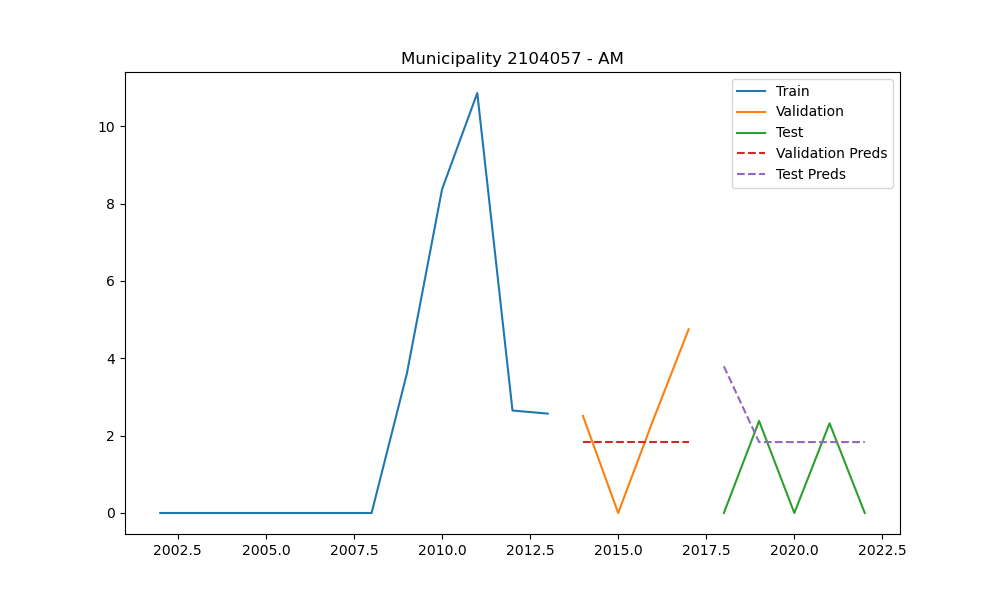 Municipality 2104057 - AM
Train
Validation
Test
Validation Preds
Test Preds
10
8
6
4
2
0
2002.5 2005.0 2007.5 2010.0 2012.5 2015.0 2017.5 2020.0 2022.5